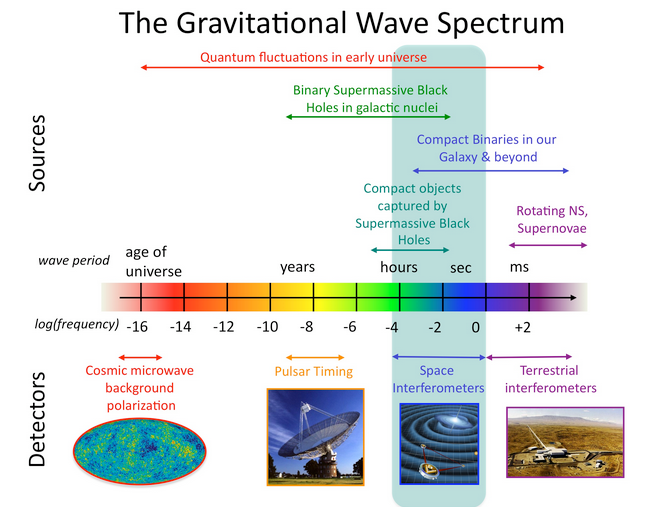 The Gravitational Wave Spectrum
Quantum fluctuations in early universe
Binary Supermassive Black
Holes in galactic nuclei
Compact Binaries in our
Galaxy & beyond
Compact objects
captured by
Supermassive Black
Holes
Rotating NS,
Supernovae
Sources
wave period
age of
universe
years
hours
sec
ms
log(frequency)
-16
-14
-12
-10
-8
-6
-4
-2
0
+2
Detectors
Cosmic microwave
background
polarization
Pulsar Timing
Space
Interferometers
Terrestrial
interferometers